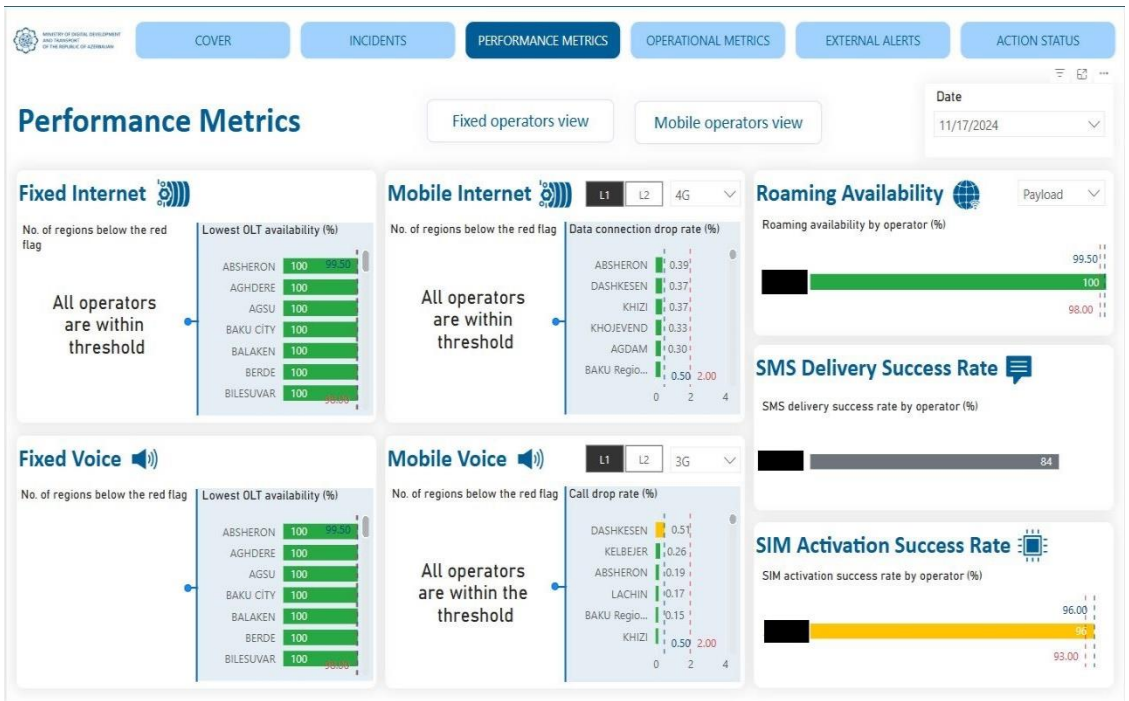 MINISTRY OF DIGITAL DEVELOPMENT
AND TRANSPORT
OF THE REPUBLIC OF AZERBAIJAN
COVER
INCIDENTS
PERFORMANCE METRICS
OPERATIONAL METRICS
EXTERNAL ALERTS
ACTION STATUS
Performance Metrics
Fixed operators view
Mobile operators view
Date
11/17/2024
Fixed Internet
No. of regions below the red
flag
All operators
are within
threshold
Lowest OLT availability (%)
ABSHERON 100 99.50
AGHDERE 100
AGSU 100
BAKU CİTY 100
BALAKEN 100
BERDE 100
BILESUVAR 100
Mobile Internet
L1 L2 4G
No. of regions below the red flag
All operators
are within
threshold
Data connection drop rate (%)
ABSHERON 0.39
DASHKESEN 0.37
KHIZI 0.37
KHOJEVEND 0.33
AGDAM 0.30
BAKU Regio...
0.50 2.00
0 2 4
Roaming Availability
Payload
Roaming availability by operator (%)
99.50
100
98.00
SMS Delivery Success Rate
SMS delivery success rate by operator (%)
84
Fixed Voice
No. of regions below the red flag
Lowest OLT availability (%)
ABSHERON 100 99.50
AGHDERE 100
AGSU 100
BAKU CİTY 100
BALAKEN 100
BERDE 100
BILESUVAR 100
Mobile Voice
L1 L2 3G
No. of regions below the red flag
All operators
are within the
threshold
Call drop rate (%)
DASHKESEN 0.51
KELBEJER 0.26
ABSHERON 0.19
LACHIN 0.17
BAKU Regio... 0.15
KHIZI
0.50 2.00
0 2 4
SIM Activation Success Rate
SIM activation success rate by operator (%)
96.00
96
93.00